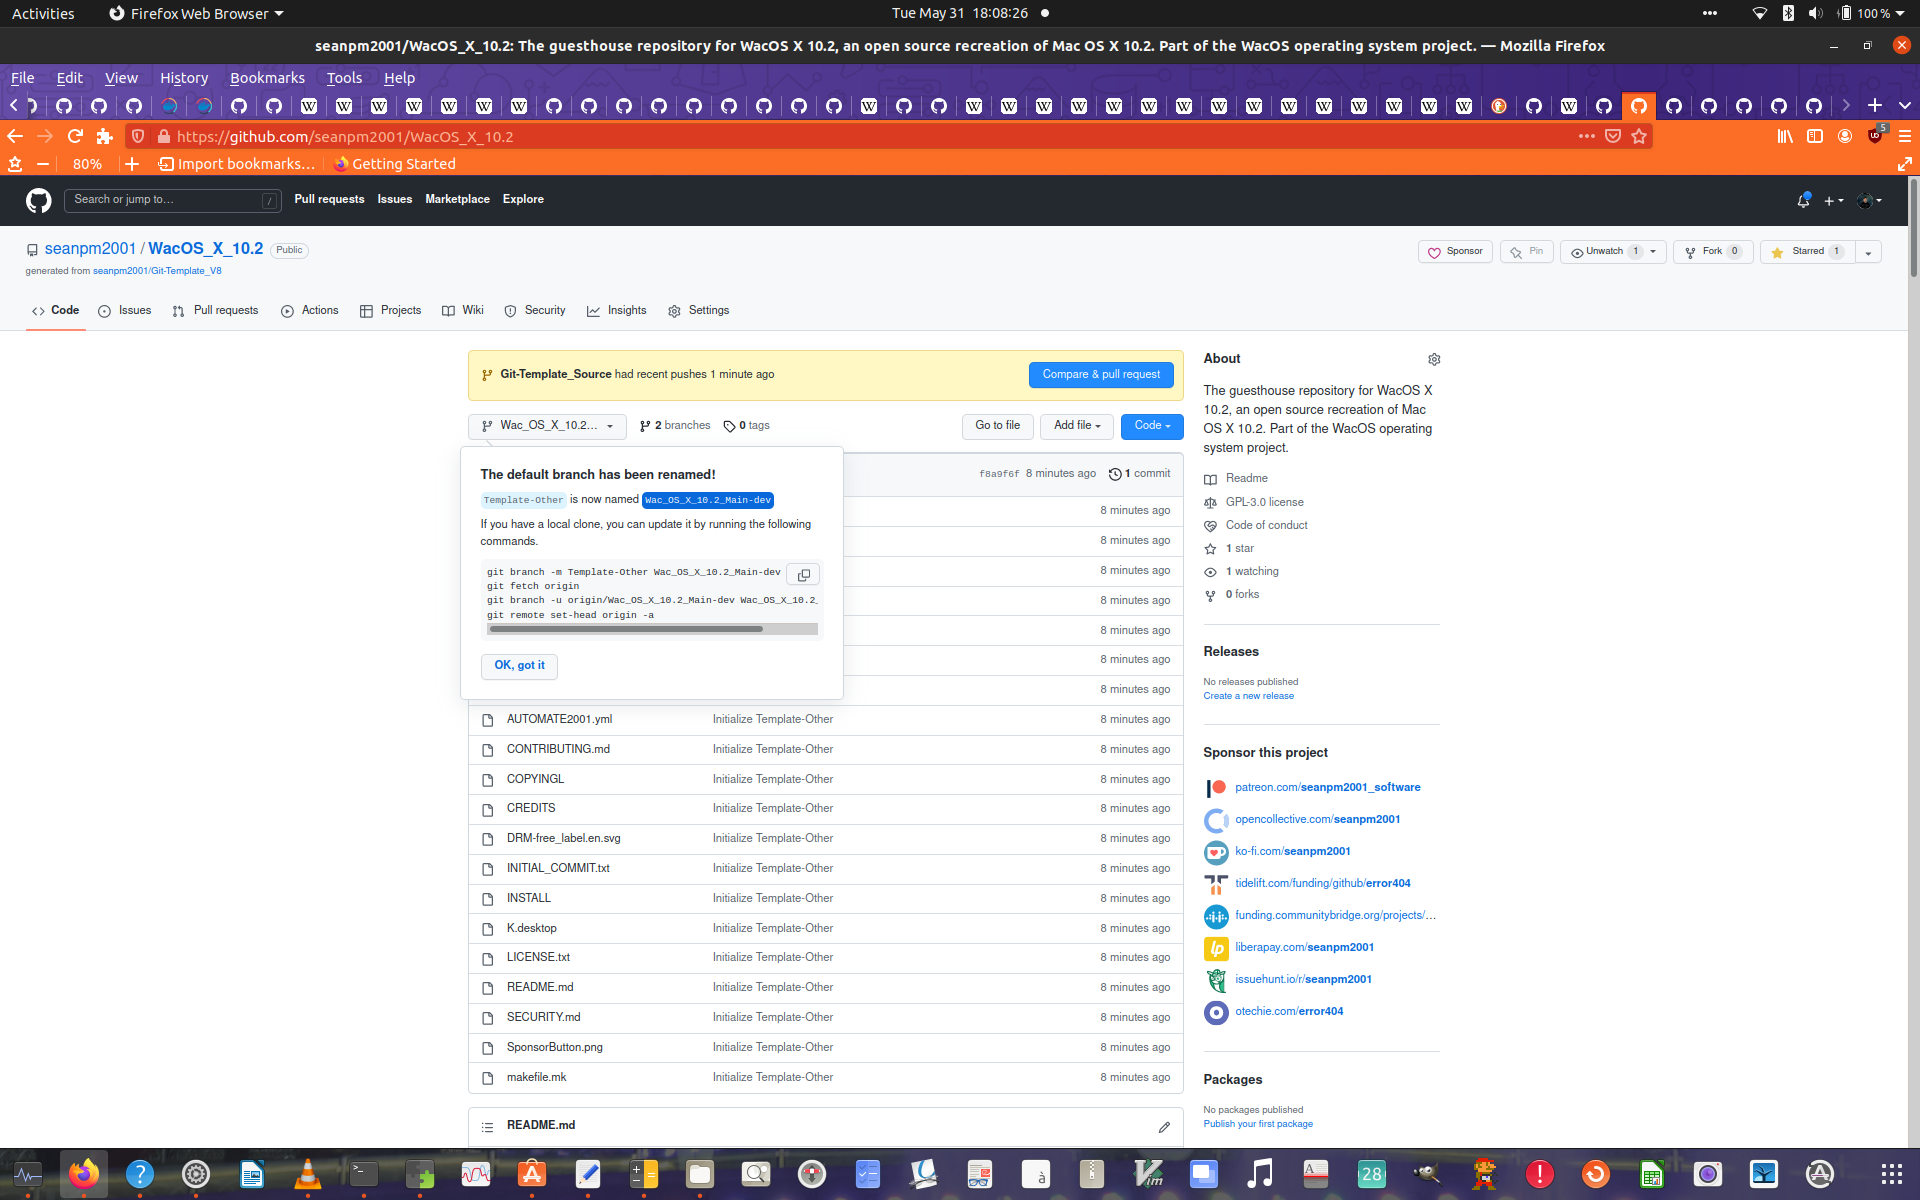 Activities
Firefox Web Browser
Tue May 31 18:08:26
100 %
seanpm2001/WacOS_X_10.2: The guesthouse repository for WacOS X 10.2, an open source recreation of Mac OS X 10.2. Part of the WacOS operating system project. — Mozilla Firefox
File Edit View History Bookmarks Tools Help
https://github.com/seanpm2001/WacOS_X_10.2
5
80%
Import bookmarks...
Getting Started
Search or jump to...
/
Pull requests Issues Marketplace Explore
seanpm2001 / WacOS_X_10.2 Public
generated from seanpm2001/Git-Template_V8
Sponsor
Pin
Unwatch 1
Fork 0
Starred 1
Code Issues Pull requests Actions Projects Wiki Security Insights Settings
Git-Template_Source had recent pushes 1 minute ago
Compare & pull request
Wac_OS_X_10.2...
2 branches
0 tags
Go to file
Add file
Code
The default branch has been renamed!
Template-Other is now named Wac_OS_X_10.2_Main-dev
If you have a local clone, you can update it by running the following
commands.
git branch -m Template-Other Wac_OS_X_10.2_Main-dev
git fetch origin
git branch -u origin/Wac_OS_X_10.2_Main-dev Wac_OS_X_10.2_
git remote set-head origin -a
OK, got it
f8a9f6f 8 minutes ago 1 commit
8 minutes ago
8 minutes ago
8 minutes ago
8 minutes ago
8 minutes ago
8 minutes ago
8 minutes ago
AUTOMATE2001.yml Initialize Template-Other 8 minutes ago
CONTRIBUTING.md Initialize Template-Other 8 minutes ago
COPYINGL Initialize Template-Other 8 minutes ago
CREDITS Initialize Template-Other 8 minutes ago
DRM-free_label.en.svg Initialize Template-Other 8 minutes ago
INITIAL_COMMIT.txt Initialize Template-Other 8 minutes ago
INSTALL Initialize Template-Other 8 minutes ago
K.desktop Initialize Template-Other 8 minutes ago
LICENSE.txt Initialize Template-Other 8 minutes ago
README.md Initialize Template-Other 8 minutes ago
SECURITY.md Initialize Template-Other 8 minutes ago
SponsorButton.png Initialize Template-Other 8 minutes ago
makefile.mk Initialize Template-Other 8 minutes ago
README.md
About
The guesthouse repository for WacOS X
10.2, an open source recreation of Mac
OS X 10.2. Part of the WacOS operating
system project.
Readme
GPL-3.0 license
Code of conduct
1 star
1 watching
0 forks
Releases
No releases published
Create a new release
Sponsor this project
patreon.com/seanpm2001_software
opencollective.com/seanpm2001
ko-fi.com/seanpm2001
tidelift.com/funding/github/error404
funding.communitybridge.org/projects/...
liberapay.com/seanpm2001
issuehunt.io/r/seanpm2001
otechie.com/error404
Packages
No packages published
Publish your first package
28